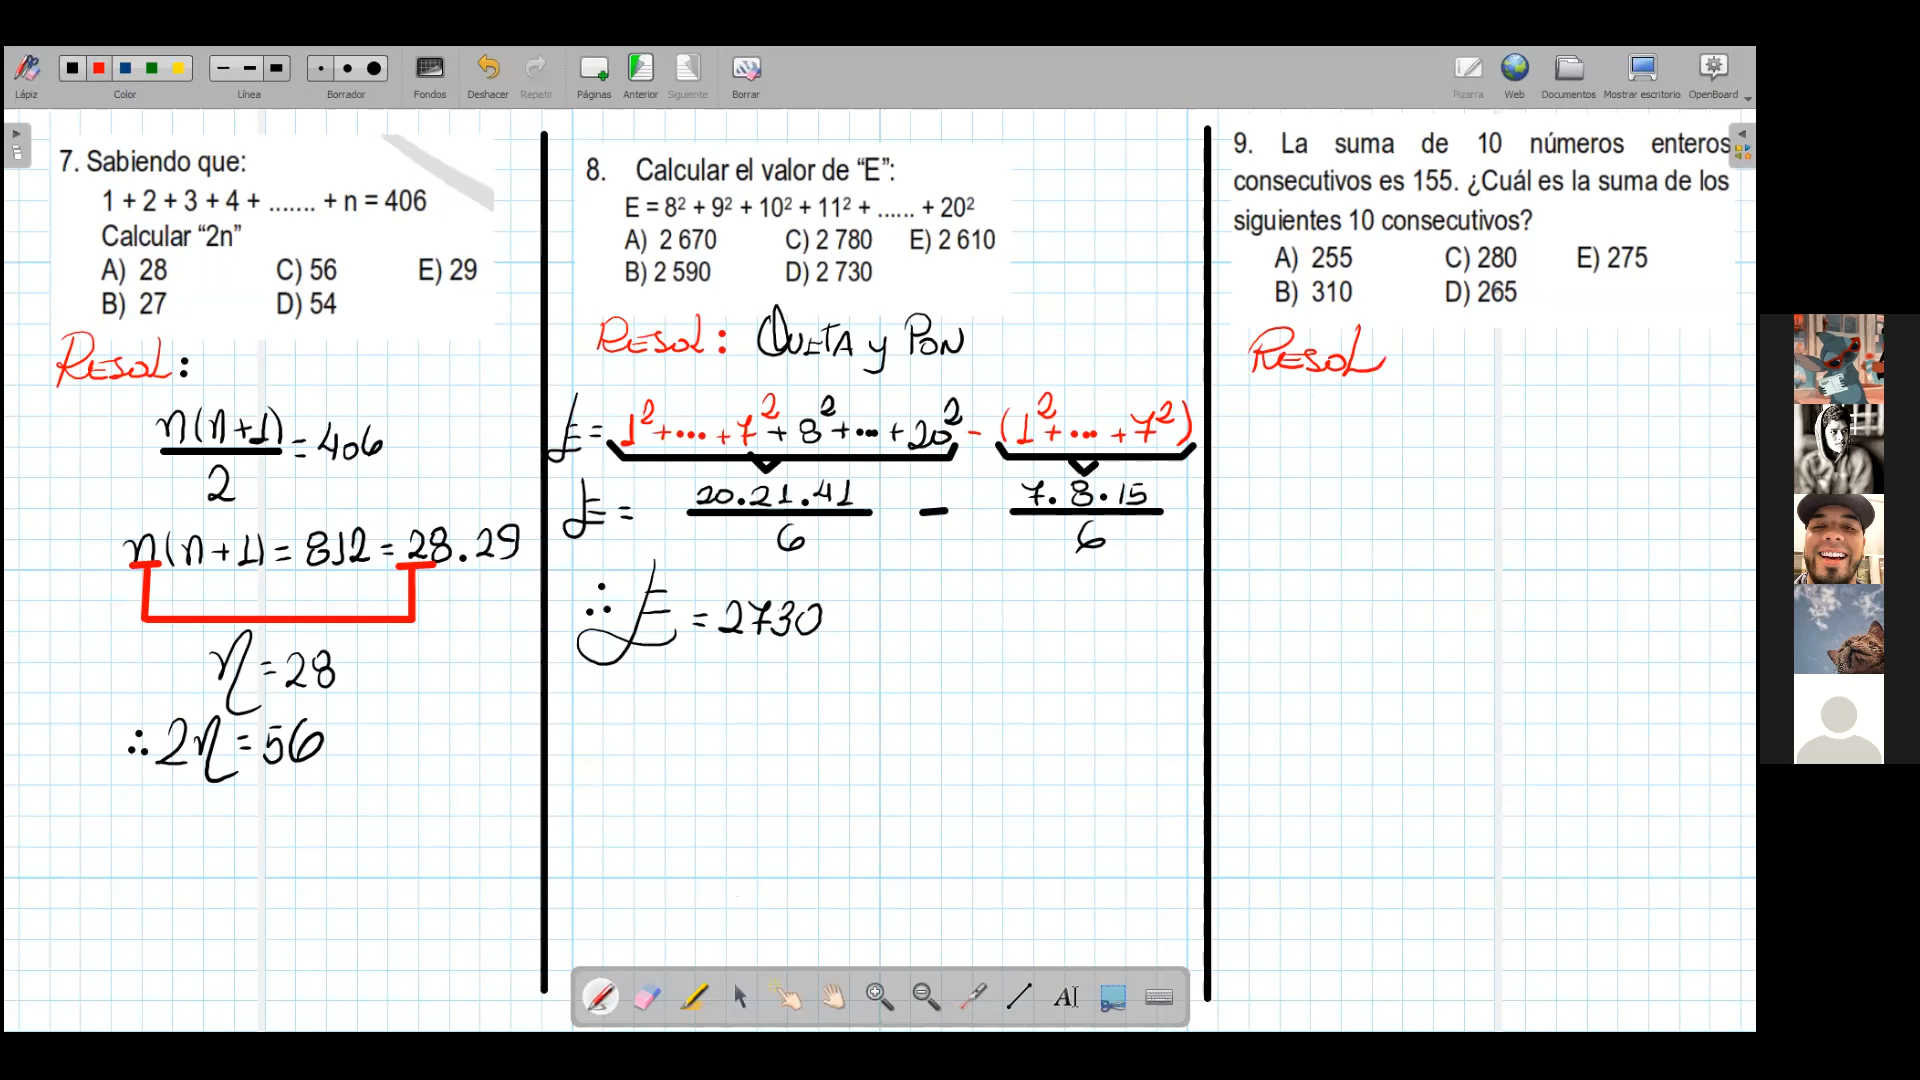 Lápiz Color Línea Borrador Fondos Deshacer Repetir Páginas Anterior Siguiente Borrar Pizarra Web Documentos Mostrar escritorio OpenBoard
7. Sabiendo que:
1 + 2 + 3 + 4 + ....... + n = 406
Calcular “2n”
A) 28 C) 56 E) 29
B) 27 D) 54
RESOL:
n(n+1)/2 = 406
n(n+1) = 812 = 28.29
n = 28
∴ 2n = 56
8. Calcular el valor de “E”:
E = 8² + 9² + 10² + 11² + ...... + 20²
A) 2 670 C) 2 780 E) 2 610
B) 2 590 D) 2 730
RESOL: QUITA y PON
E = 1² + ... + 7² + 8² + ... + 20² - (1² + ... + 7²)
E = 20.21.41/6 - 7.8.15/6
∴ E = 2730
9. La suma de 10 números enteros
consecutivos es 155. ¿Cuál es la suma de los
siguientes 10 consecutivos?
A) 255 C) 280 E) 275
B) 310 D) 265
RESOL